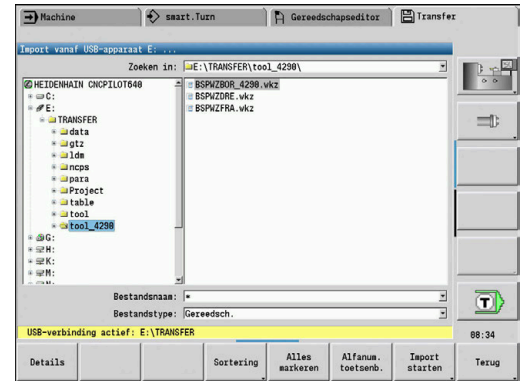 Machine
smart.Turn
Gereedschapseditor
Transfer
Import vanaf USB-apparaat E: ...
Zoeken in: E:\TRANSFER\tool_4290\
HEIDENHAIN CNCPILOT640
C:
E:
TRANSFER
data
gtz
ldm
ncps
para
Project
table
tool
tool_4290
G:
H:
K:
M:
BSPWZBOR_4290.wkz
BSPWZDRE.wkz
BSPWZFRA.wkz
Bestandsnaam: *
Bestandstype: Gereedsch.
USB-verbinding actief: E:\TRANSFER
T
08:34
Details
Sortering
Alles markeren
Alfanum. toetsenb.
Import starten
Terug